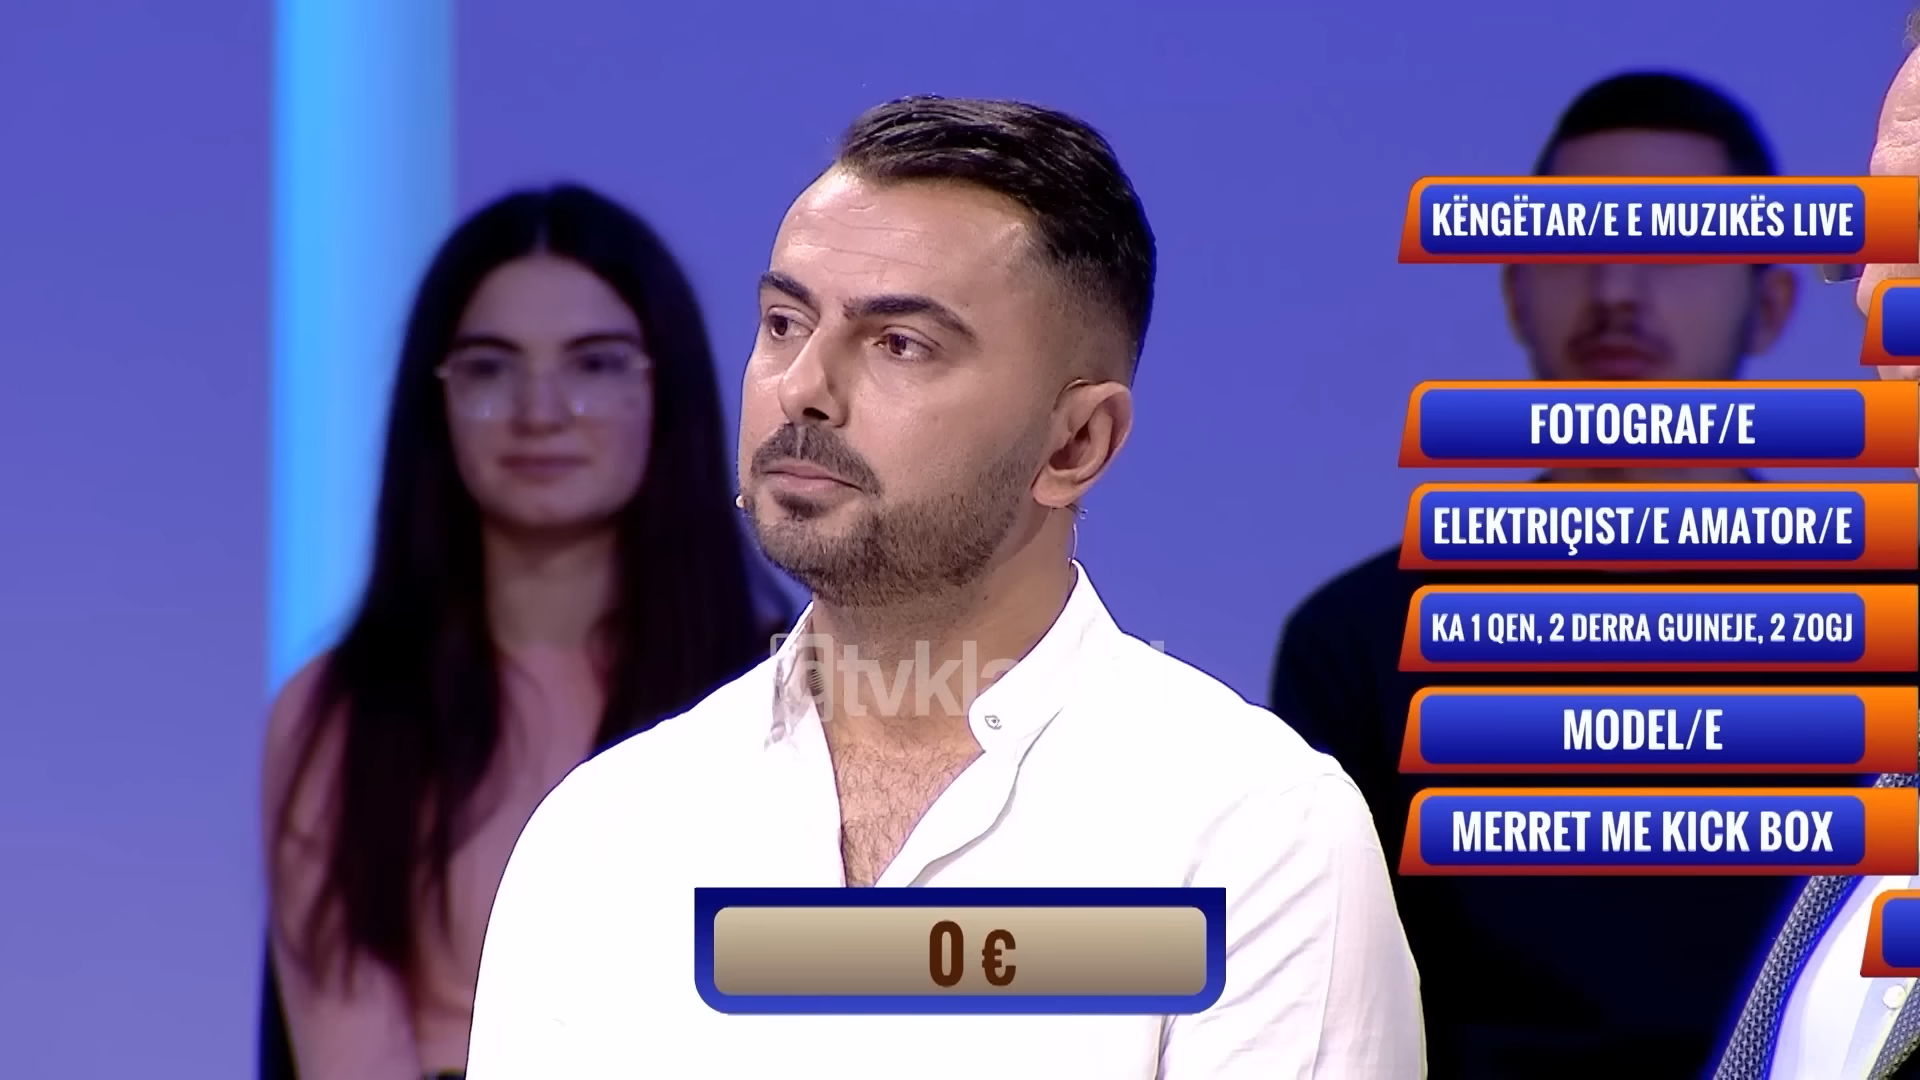 KËNGËTAR/E E MUZIKËS LIVE
FOTOGRAF/E
ELEKTRIÇIST/E AMATOR/E
KA 1 QEN, 2 DERRA GUINEJE, 2 ZOGJ
tvkla
MODEL/E
MERRET ME KICK BOX
0 €